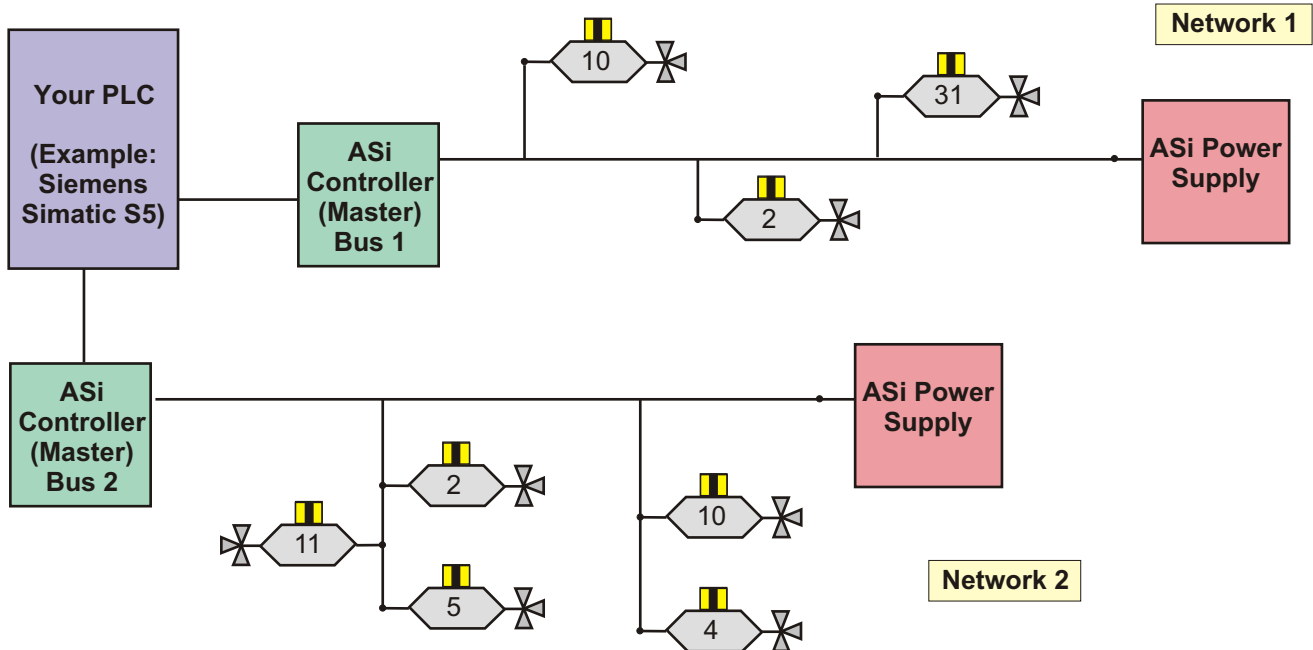 Network 1
10
31
Your PLC
(Example:
Siemens
Simatic S5)
ASi
Controller
(Master)
Bus 1
ASi Power
Supply
2
ASi
Controller
(Master)
Bus 2
ASi Power
Supply
2
10
11
5
4
Network 2